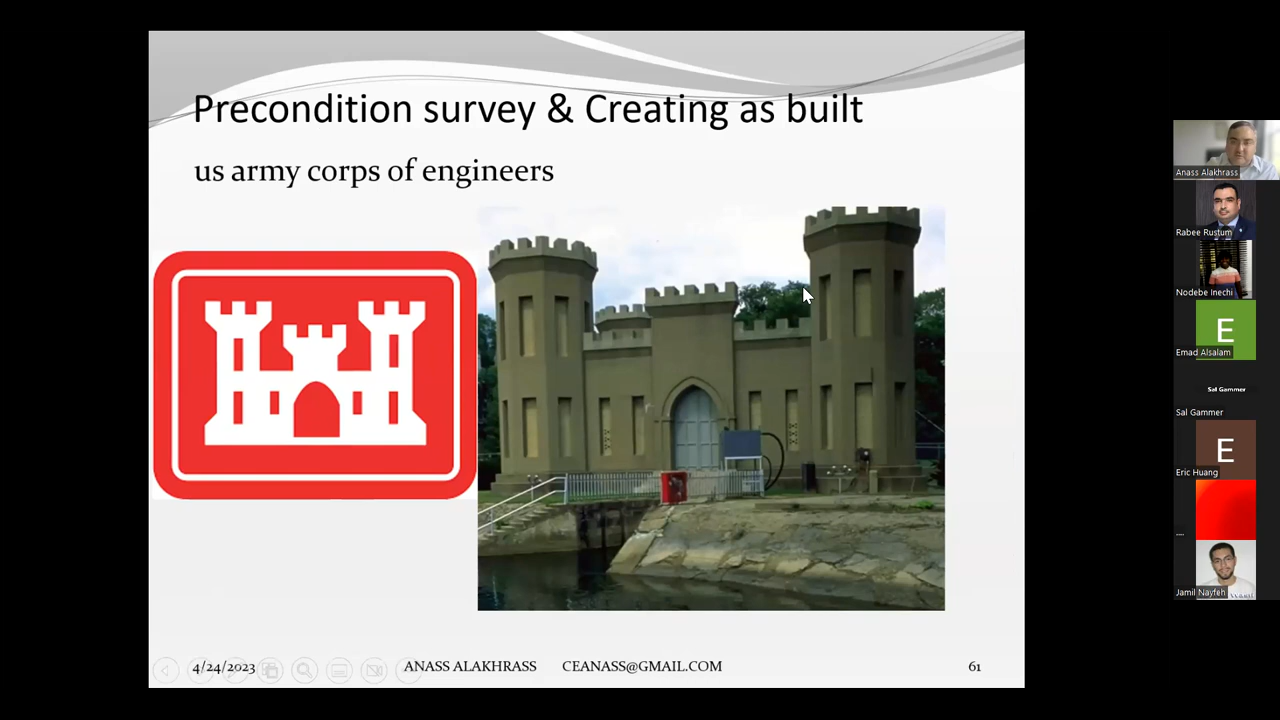 Precondition survey & Creating as built
us army corps of engineers
4/24/2023
ANASS ALAKHRASS CEANASS@GMAIL.COM
61
Anass Alakhrass
Rabee Rustum
Nodebe Inechi
E
Emad Alsalam
Sal Gammer
Sal Gammer
E
Eric Huang
....
Jamil Nayfeh